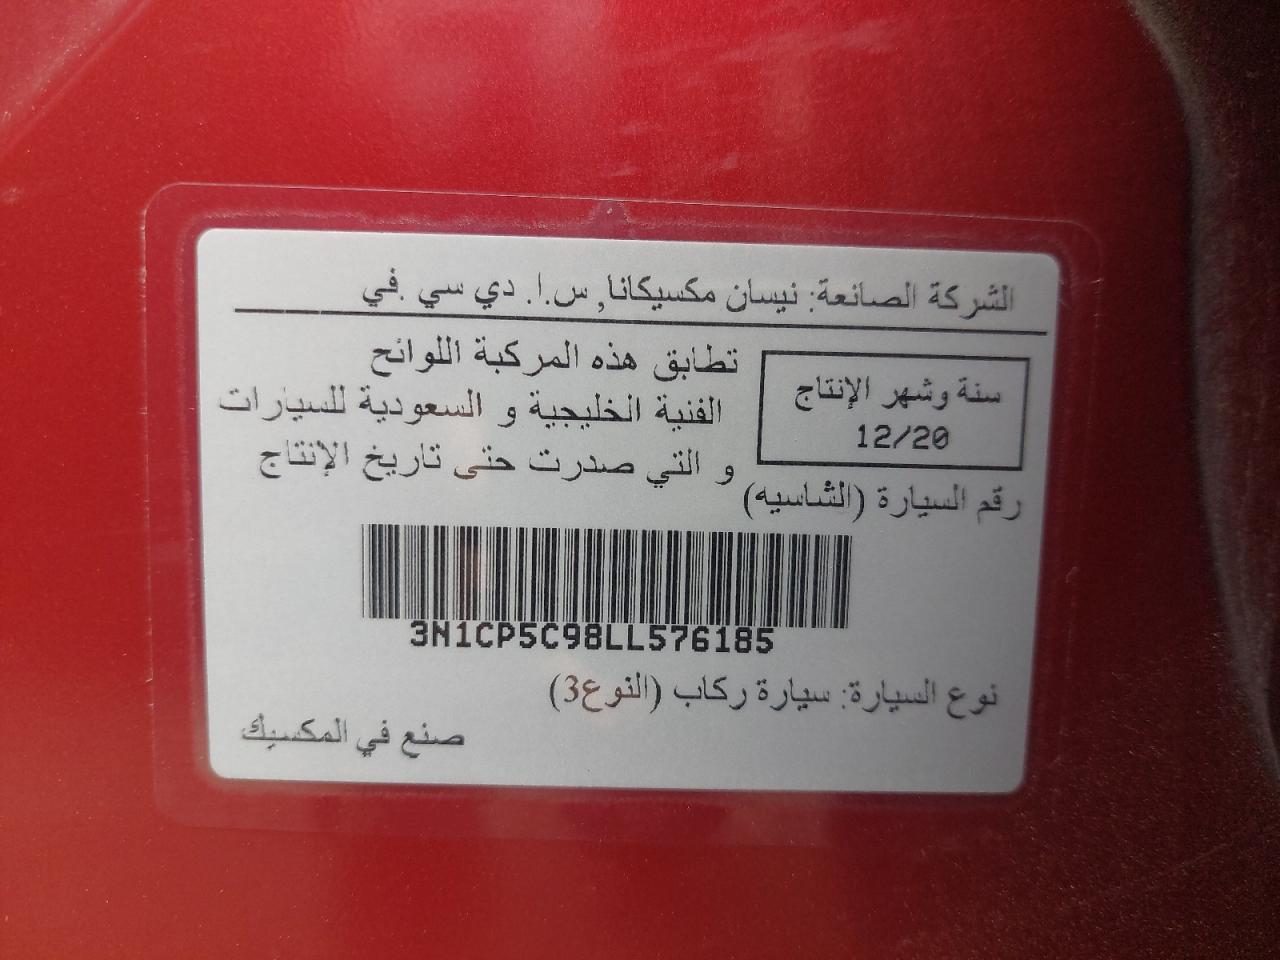 الشركة الصانعة: نيسان مكسيكانا, س.ا. دي سي .في
سنة وشهر الإنتاج
12/20
تطابق هذه المركبة اللوائح
الفنية الخليجية و السعودية للسيارات
و التي صدرت حتى تاريخ الإنتاج
رقم السيارة (الشاسيه)
3N1CP5C98LL576185
نوع السيارة: سيارة ركاب (النوع3)
صنع في المكسيك